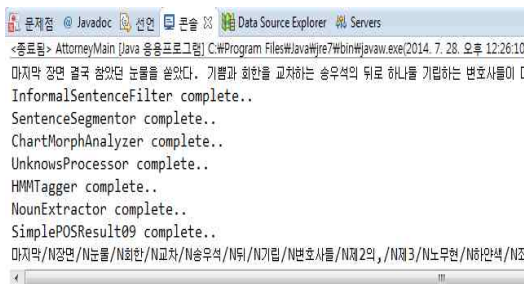 문제점 @ Javadoc 선언 콘솔 Data Source Explorer Servers
<종료됨> AttorneyMain [Java 응용프로그램] C:₩Program Files₩Java₩jre7₩bin₩javaw.exe(2014. 7. 28. 오후 12:26:10
마지막 장면 결국 참았던 눈물을 쏟았다. 기쁨과 회한을 교차하는 송우석의 뒤로 하나둘 기립하는 변호사들이
InformalSentenceFilter complete..
SentenceSegmentor complete..
ChartMorphAnalyzer complete..
UnknowsProcessor complete..
HMMTagger complete..
NounExtractor complete..
SimplePOSResult09 complete..
마지막/N장면/N눈물/N회한/N교차/N송우석/N뒤/N기립/N변호사들/N제2의,/N제3/N노무현/N하얀색/N조